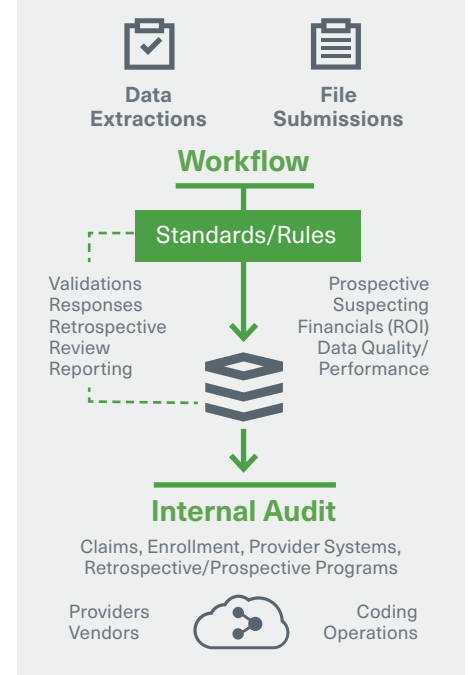 Data
Extractions
File
Submissions
Workflow
Standards/Rules
Validations
Responses
Retrospective
Review
Reporting
Prospective
Suspecting
Financials (ROI)
Data Quality/
Performance
Internal Audit
Claims, Enrollment, Provider Systems,
Retrospective/Prospective Programs
Providers
Vendors
Coding
Operations